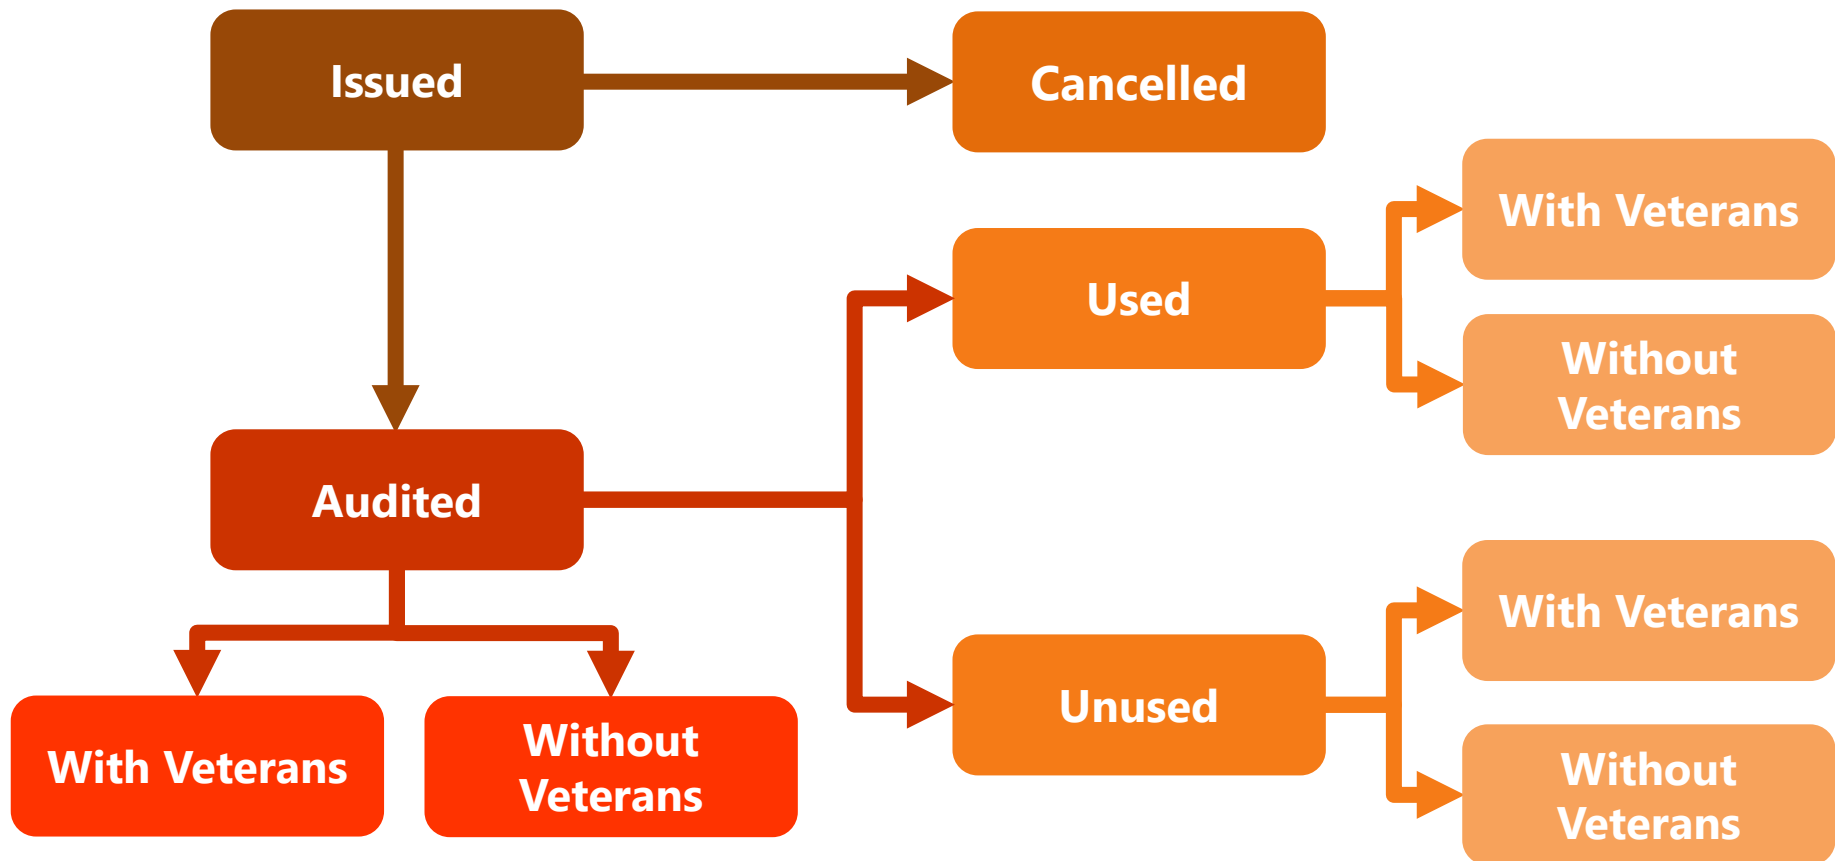 Issued
Cancelled
With Veterans
Used
Without
Veterans
Audited
With Veterans
Unused
With Veterans
Without
Veterans
Without
Veterans